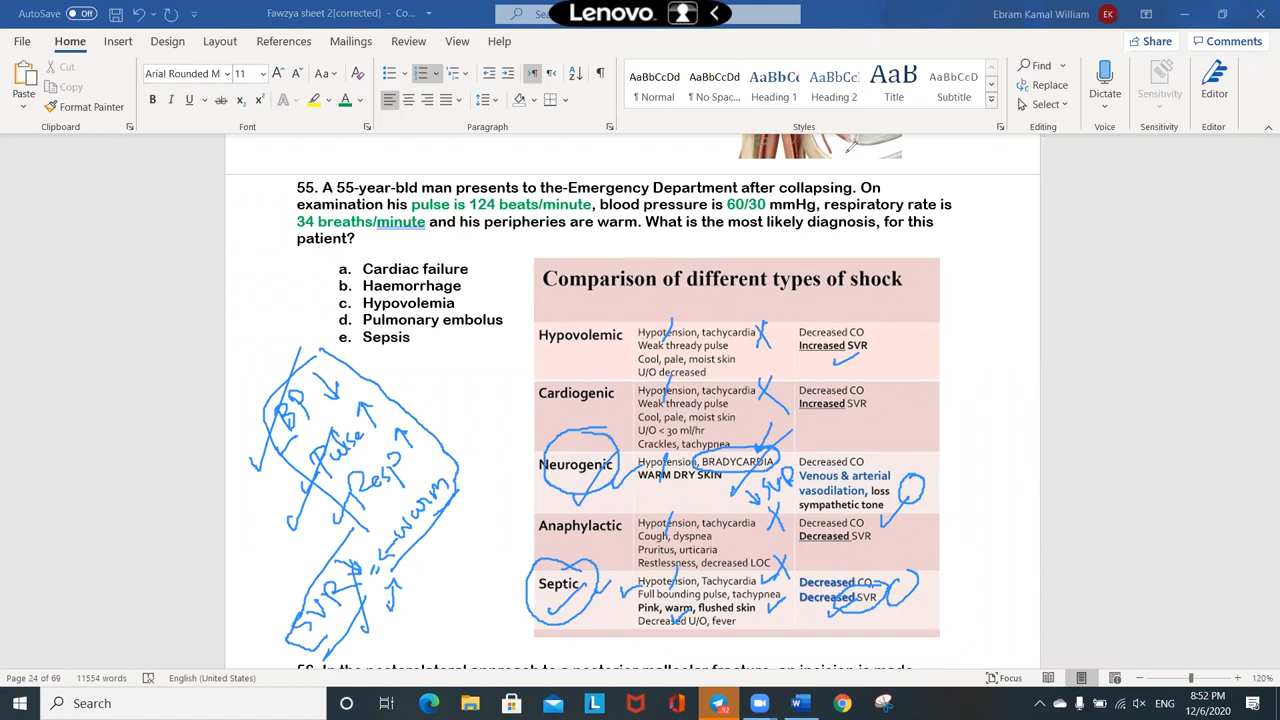 AutoSave Off
Fawzya Summer 2[corrected] - Co...
Lenovo
Ebram Kamal William
EK
File Home Insert Design Layout References Mailings Review View Help
Share Comments
Cut
Copy
Format Painter
Paste
Arial Rounded M 11
AaBbCcDd AaBbCcDd AaBbCc AaBbCcl AaB AaBbCcD
¶ Normal ¶ No Spac... Heading 1 Heading 2 Title Subtitle
Find
Replace
Select
Dictate Sensitivity Editor
Clipboard Font Paragraph Styles Editing Voice Sensitivity Editor
55. A 55-year-bld man presents to the-Emergency Department after collapsing. On
examination his pulse is 124 beats/minute, blood pressure is 60/30 mmHg, respiratory rate is
34 breaths/minute and his peripheries are warm. What is the most likely diagnosis, for this
patient?
a. Cardiac failure
b. Haemorrhage
c. Hypovolemia
d. Pulmonary embolus
e. Sepsis
BP ↓
Pulse ↑
Resp ↑
warm
SVR ↓
Comparison of different types of shock
Hypovolemic
Hypotension, tachycardia
Weak thready pulse
Cool, pale, moist skin
U/O decreased
Decreased CO
Increased SVR
Cardiogenic
Hypotension, tachycardia
Weak thready pulse
Cool, pale, moist skin
U/O < 30 ml/hr
Crackles, tachypnea
Decreased CO
Increased SVR
Neurogenic
Hypotension, BRADYCARDIA
WARM DRY SKIN
↓ SVR
Decreased CO
Venous & arterial
vasodilation, loss
sympathetic tone
Anaphylactic
Hypotension, tachycardia
Cough, dyspnea
Pruritus, urticaria
Restlessness, decreased LOC
Decreased CO
Decreased SVR
Septic
Hypotension, Tachycardia
Full bounding pulse, tachypnea
Pink, warm, flushed skin
Decreased U/O, fever
Decreased CO,
Decreased SVR
Page 24 of 69 11554 words English (United States) Focus 120%
Search
92
ENG
8:52 PM
12/6/2020